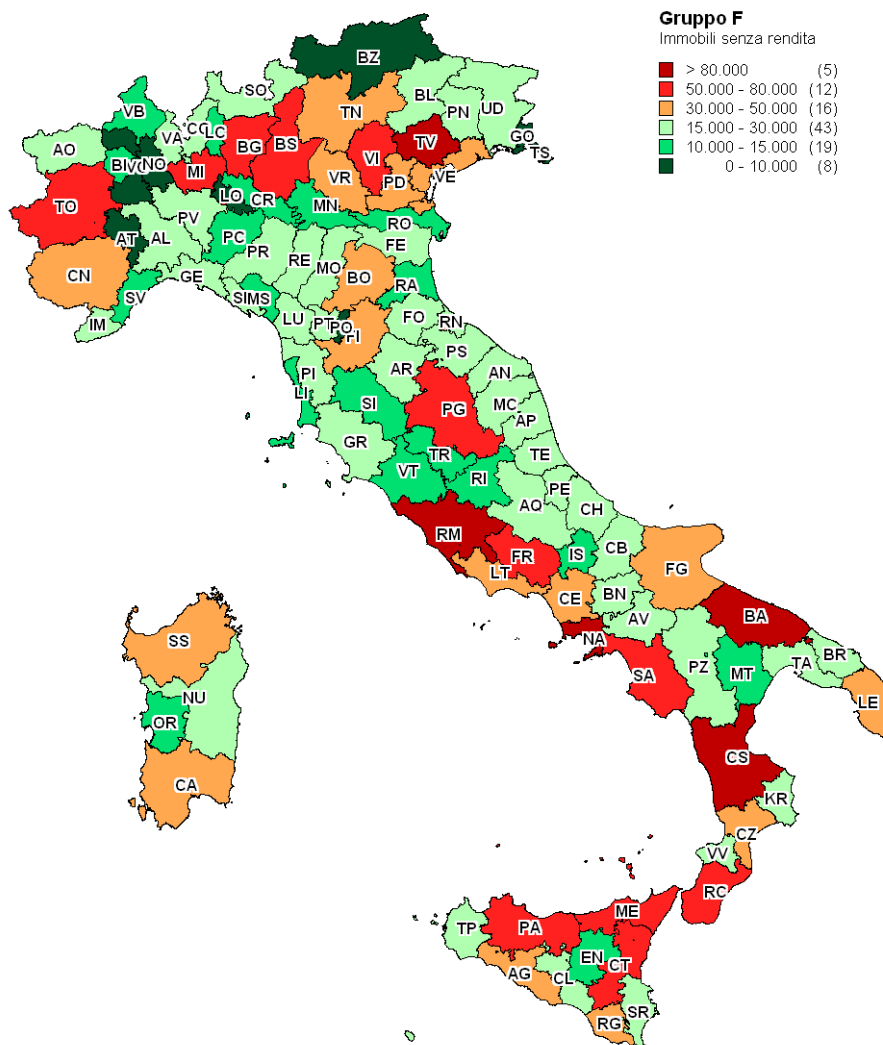 Gruppo F
Immobili senza rendita
> 80.000 (5)
50.000 - 80.000 (12)
30.000 - 50.000 (16)
15.000 - 30.000 (43)
10.000 - 15.000 (19)
0 - 10.000 (8)
BZ
SO
BL
PN
UD
VB
TN
AO
VA
CO
LC
BG
BS
VI
TV
GO
TS
BI
VC
NO
MI
VR
PD
VE
TO
LO
CR
MN
RO
AT
AL
PV
PC
PR
RE
MO
FE
CN
GE
BO
RA
SV
SI
MS
IM
LU
PT
PO
FI
FO
RN
PS
PI
AR
AN
LI
SI
PG
MC
AP
GR
TR
TE
VT
RI
PE
AQ
CH
RM
FR
IS
CB
LT
FG
CE
BN
BA
AV
NA
SS
SA
PZ
MT
TA
BR
NU
LE
OR
CS
CA
KR
CZ
VV
RC
ME
TP
PA
EN
CT
AG
CL
SR
RG